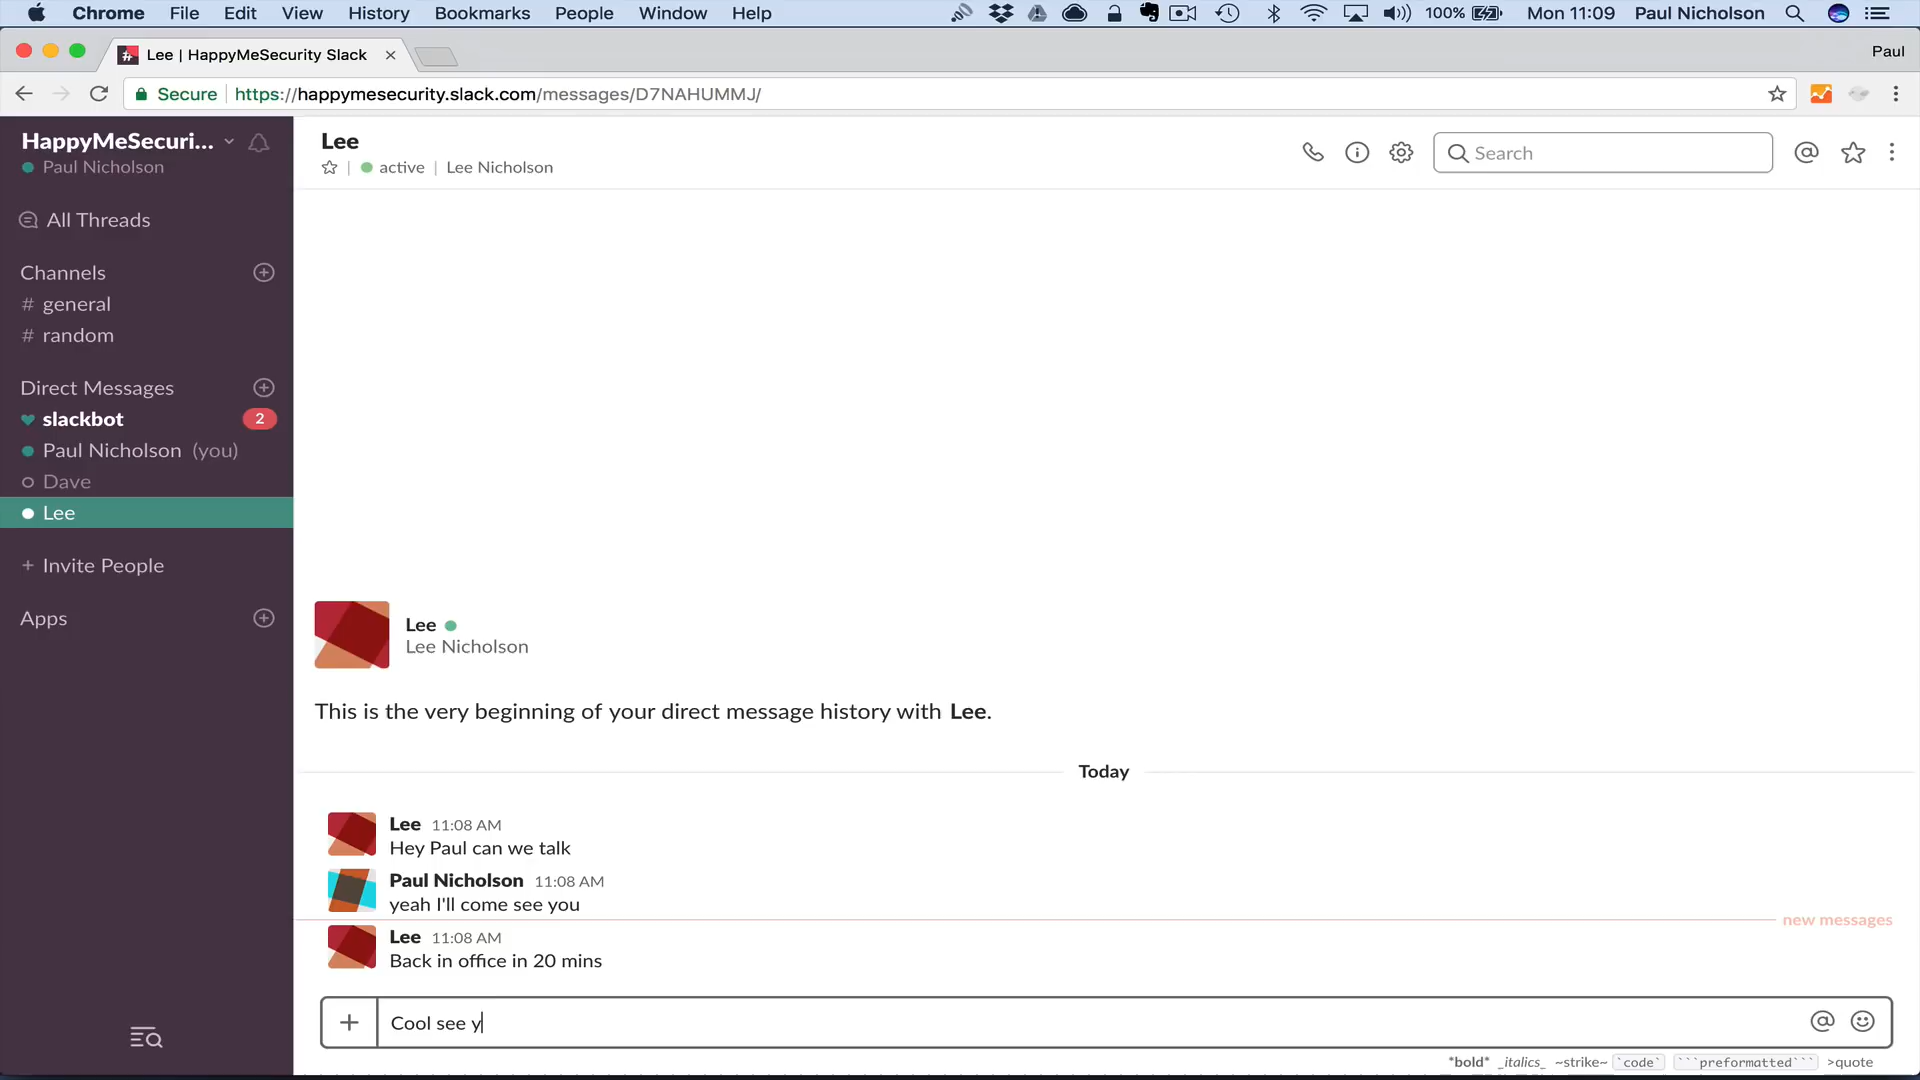 Chrome File Edit View History Bookmarks People Window Help 100% Mon 11:09 Paul Nicholson
Lee | HappyMeSecurity Slack Paul
Secure https://happymesecurity.slack.com/messages/D7NAHUMMJ/
HappyMeSecuri...
Paul Nicholson
All Threads
Channels
# general
# random
Direct Messages
slackbot 2
Paul Nicholson (you)
Dave
Lee
+ Invite People
Apps
Lee
active | Lee Nicholson
Search
Lee
Lee Nicholson
This is the very beginning of your direct message history with Lee.
Today
Lee 11:08 AM
Hey Paul can we talk
Paul Nicholson 11:08 AM
yeah I'll come see you
new messages
Lee 11:08 AM
Back in office in 20 mins
Cool see y
*bold* _italics_ ~strike~ `code` ```preformatted``` >quote